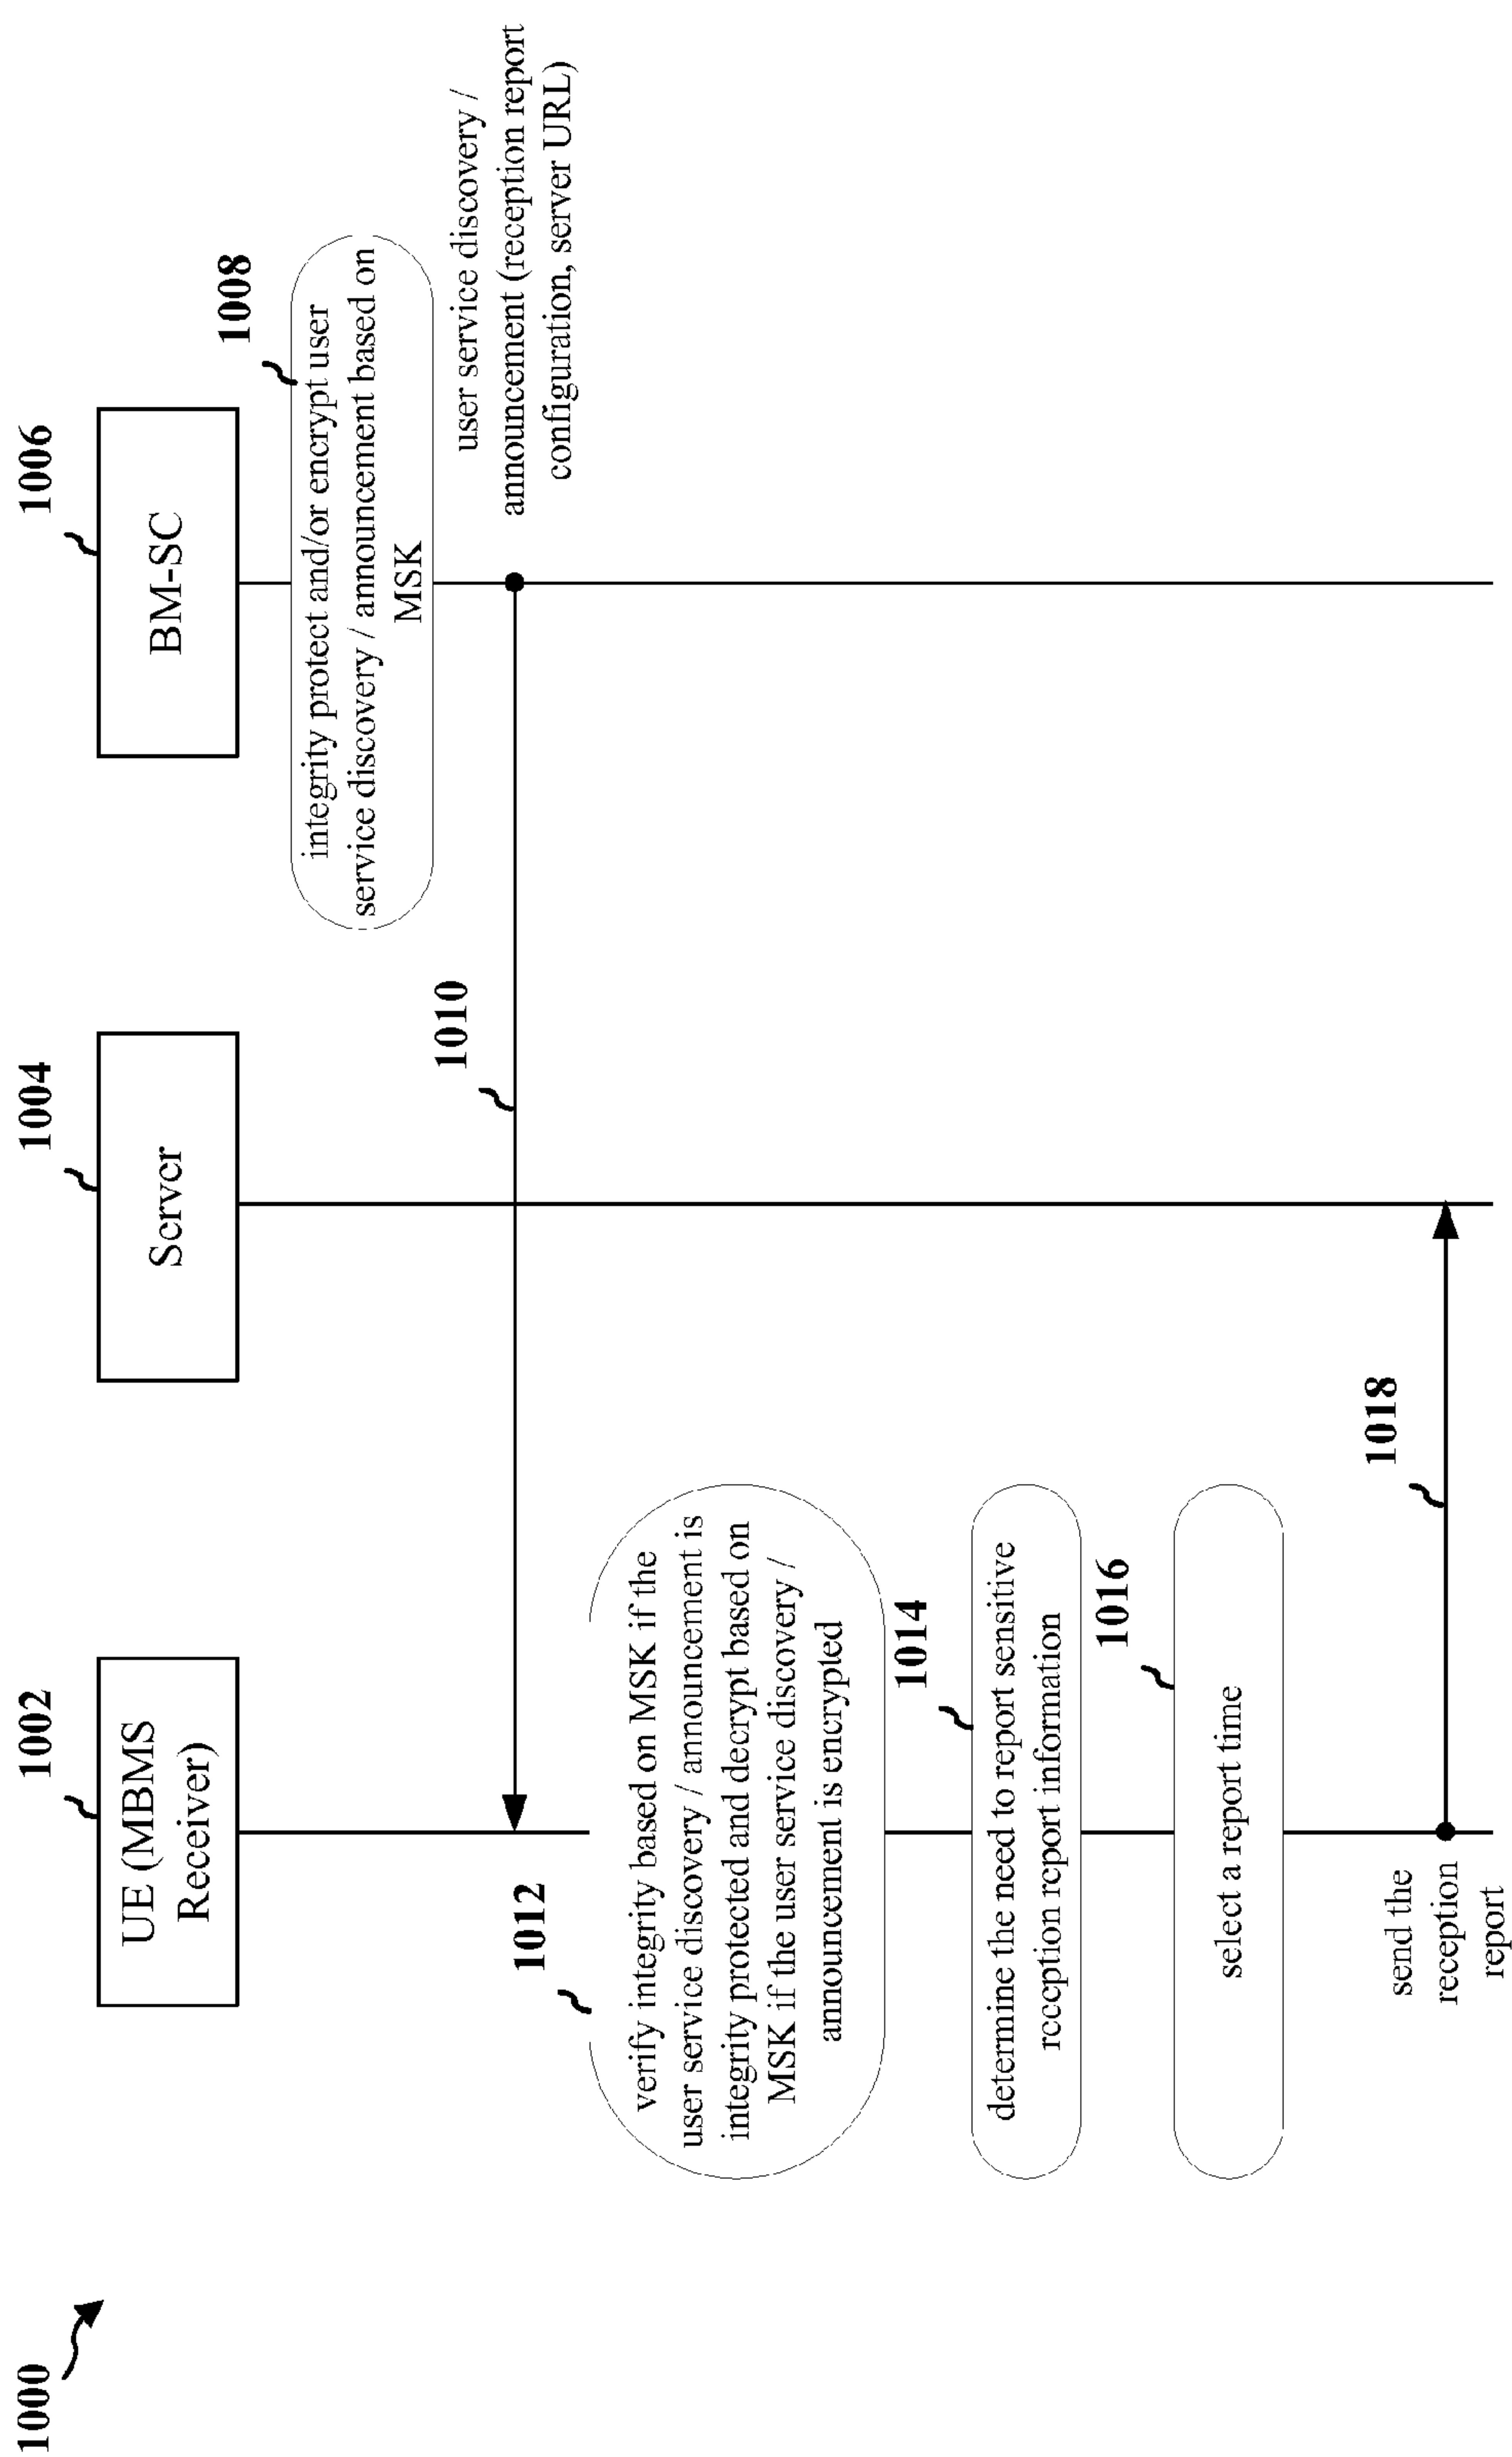 1000
1002
UE (MBMS
Receiver)
1004
Server
1006
BM-SC
1008
integrity protect and/or encrypt user
service discovery / announcement based on
MSK
1010
user service discovery /
announcement (reception report
configuration, server URL)
1012
verify integrity based on MSK if the
user service discovery / announcement is
integrity protected and decrypt based on
MSK if the user service discovery /
announcement is encrypted
1014
determine the need to report sensitive
reception report information
1016
select a report time
1018
send the
reception
report